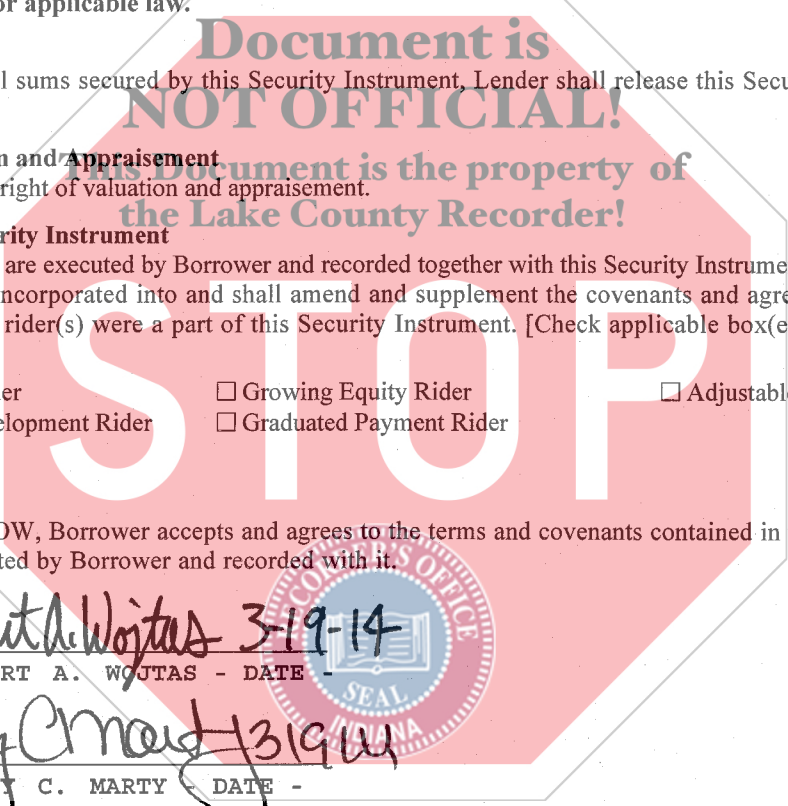 or applicable law.
Document is
l sums secured by this Security Instrument, Lender shall release this Secu
NOT OFFICIAL!
n and Appraisement
This Document is the property of
right of valuation and appraisement.
the Lake County Recorder!
rity Instrument
are executed by Borrower and recorded together with this Security Instrume
ncorporated into and shall amend and supplement the covenants and agre
rider(s) were a part of this Security Instrument. [Check applicable box(e
STOP
er ☐ Growing Equity Rider ☐ Adjustabl
elopment Rider ☐ Graduated Payment Rider
OW, Borrower accepts and agrees to the terms and covenants contained in
ted by Borrower and recorded with it.
RECORDER'S OFFICE
A. Wojtas 3-19-14
RT A. WOJTAS - DATE -
SEAL
INDIANA
C Marty 31914
Y C. MARTY - DATE -